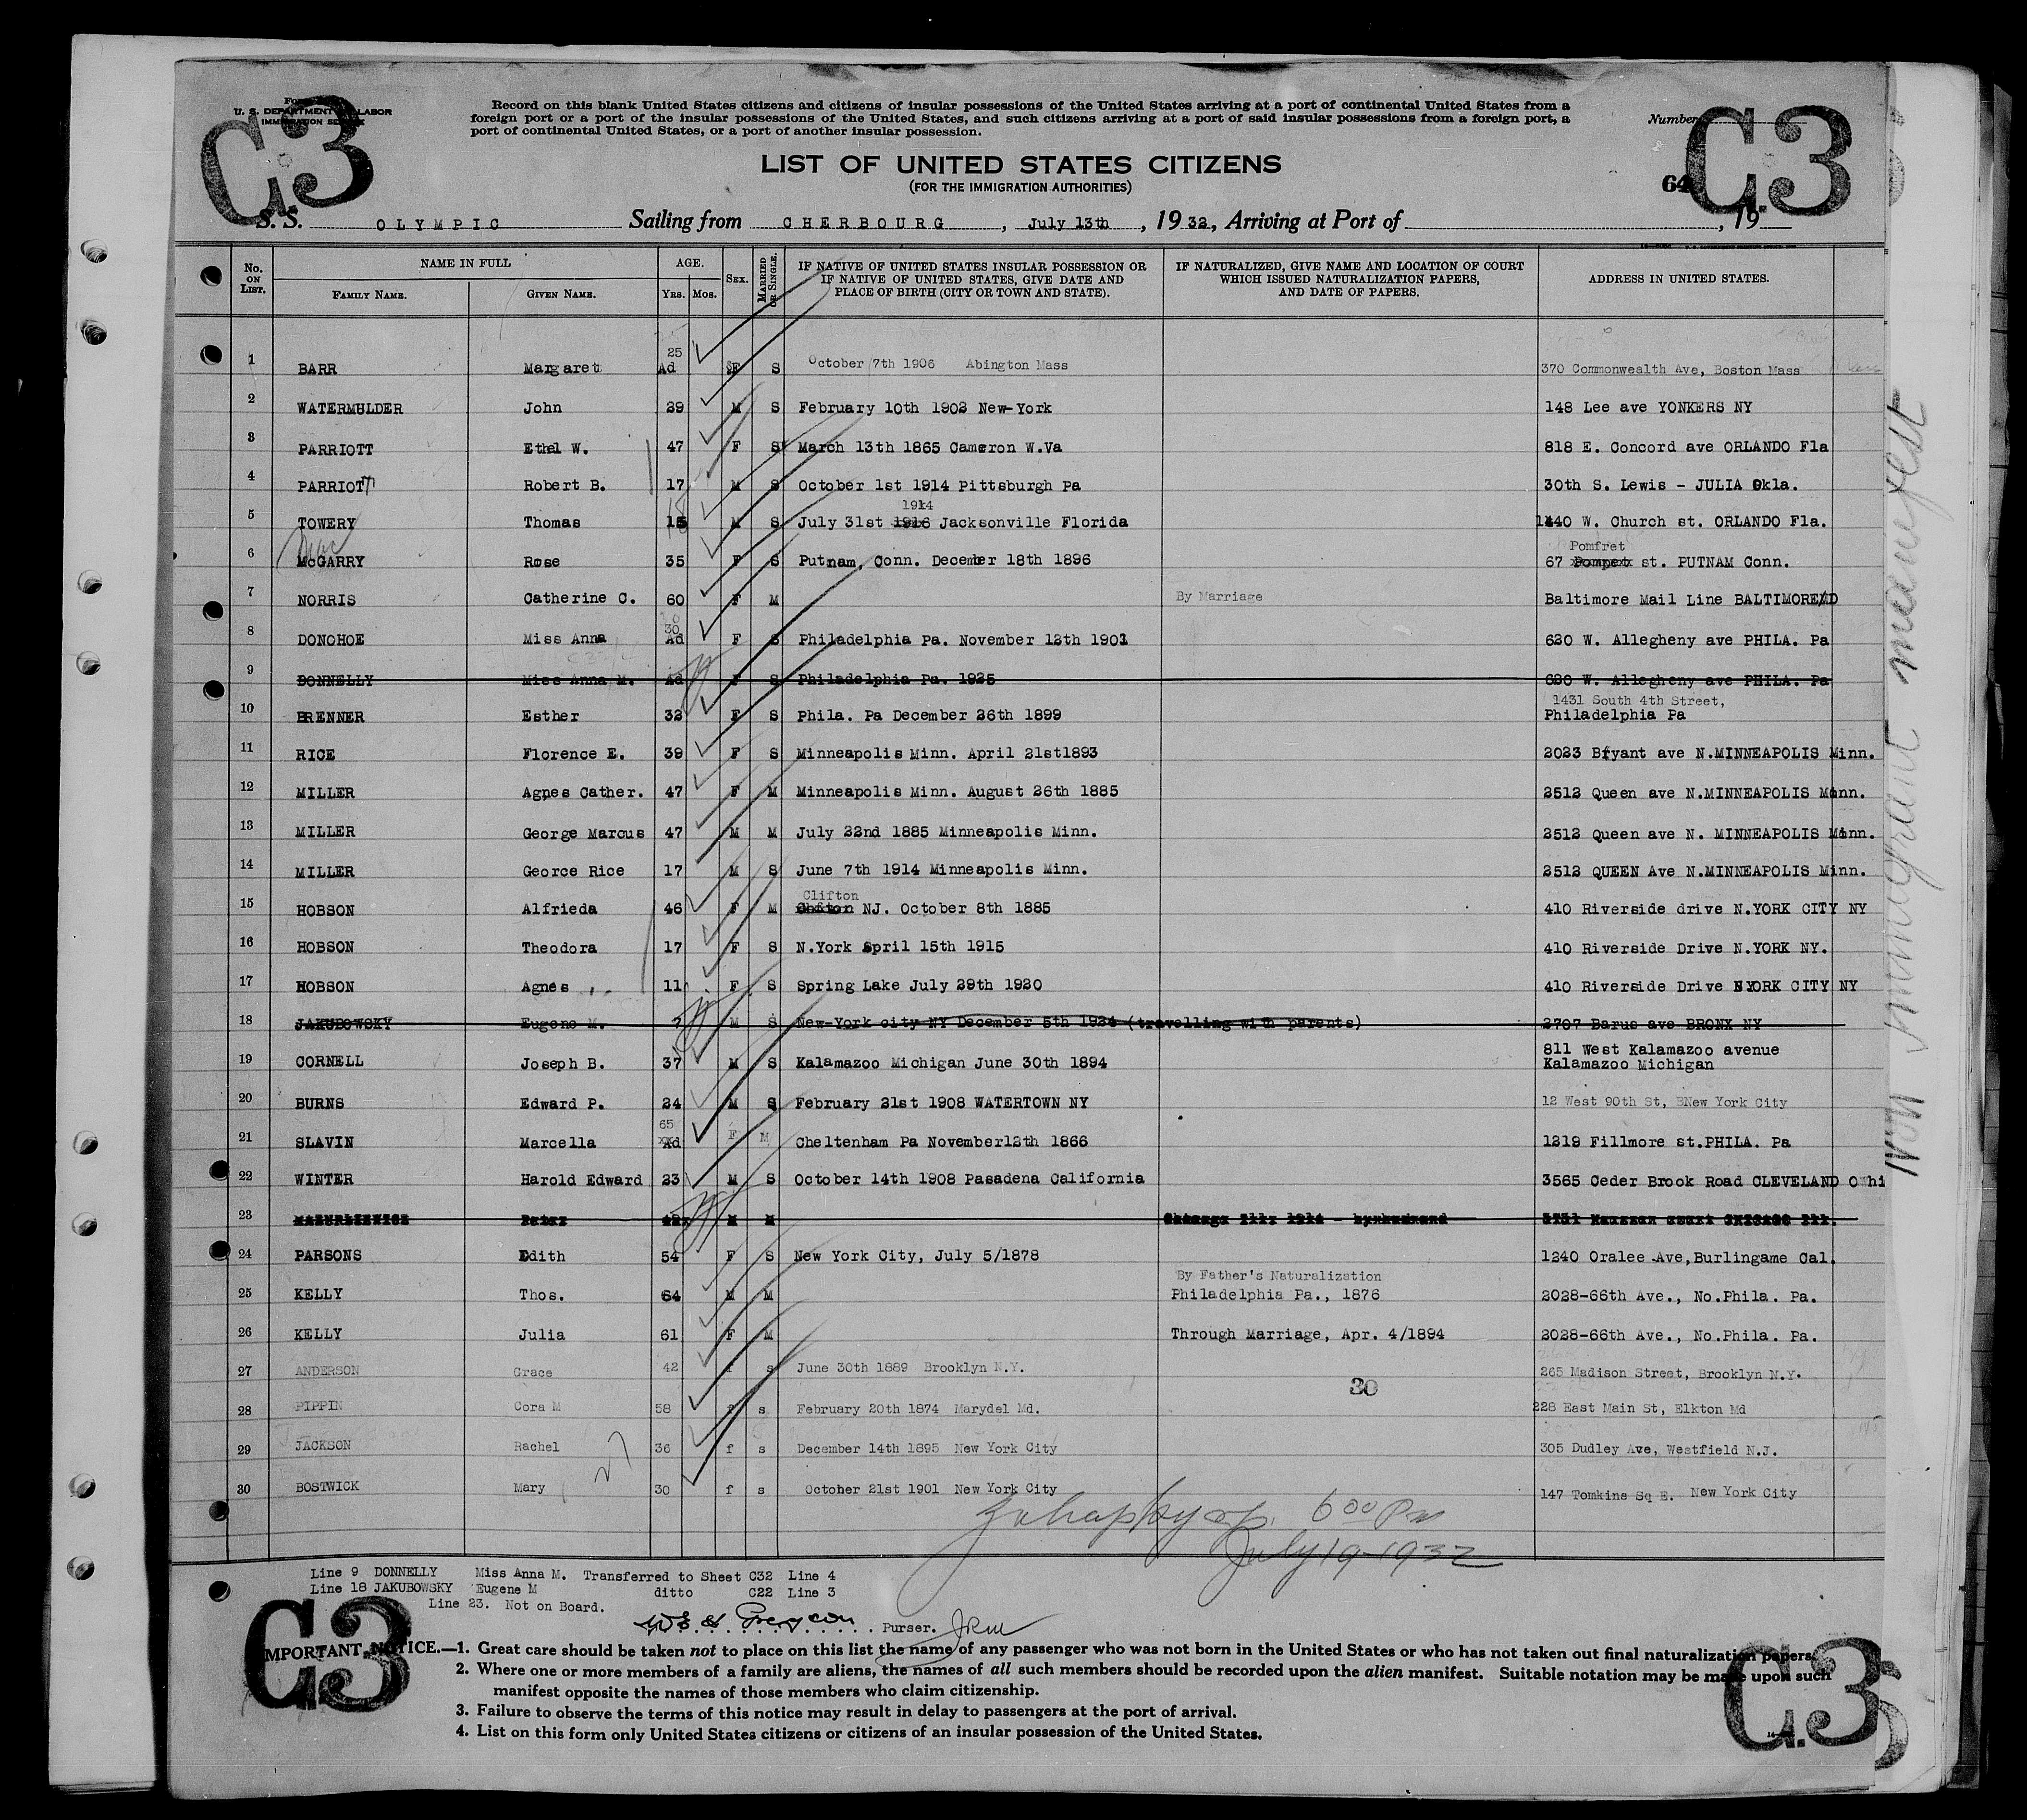 C3
U. S. DEPARTMENT OF LABOR
IMMIGRATION SERVICE
Record on this blank United States citizens and citizens of insular possessions of the United States arriving at a port of continental United States from a
foreign port or a port of the insular possessions of the United States, and such citizens arriving at a port of said insular possessions from a foreign port, a
port of continental United States, or a port of another insular possession.
Number
C3
64
LIST OF UNITED STATES CITIZENS
(FOR THE IMMIGRATION AUTHORITIES)
S. S. OLYMPIC Sailing from CHERBOURG, July 13th, 1932, Arriving at Port of , 19
No. ON LIST. NAME IN FULL FAMILY NAME. GIVEN NAME. AGE. YRS. MOS. SEX. MARRIED OR SINGLE. IF NATIVE OF UNITED STATES INSULAR POSSESSION OR IF NATIVE OF UNITED STATES, GIVE DATE AND PLACE OF BIRTH (CITY OR TOWN AND STATE). IF NATURALIZED, GIVE NAME AND LOCATION OF COURT WHICH ISSUED NATURALIZATION PAPERS, AND DATE OF PAPERS. ADDRESS IN UNITED STATES.
1 BARR Margaret 25 Ad F S October 7th 1906 Abington Mass 370 Commonwealth Ave, Boston Mass
2 WATERMULDER John 29 M S February 10th 1902 New-York 148 Lee ave YONKERS NY
3 PARRIOTT Ethel W. 47 F S March 13th 1865 Cameron W.Va 818 E. Concord ave ORLANDO Fla
4 PARRIOTT Robert B. 17 M S October 1st 1914 Pittsburgh Pa 30th S. Lewis - JULIA Okla.
5 TOWERY Thomas 15 18 M S July 31st 1916 1914 Jacksonville Florida 1440 W. Church st. ORLANDO Fla.
6 McGARRY Mac Rose 35 F S Putnam, Conn. December 18th 1896 67 Pompet Pomfret st. PUTNAM Conn.
7 NORRIS Catherine C. 60 F M By Marriage Baltimore Mail Line BALTIMORE MD
8 DONOHOE Miss Anna 30 Ad F S Philadelphia Pa. November 12th 1901 620 W. Allegheny ave PHILA. Pa
9 DONNELLY Miss Anna M. Ad F S Philadelphia Pa. 1925 620 W. Allegheny ave PHILA. Pa
10 BRENNER Esther 32 F S Phila. Pa December 26th 1899 1431 South 4th Street, Philadelphia Pa
11 RICE Florence E. 39 F S Minneapolis Minn. April 21st1893 2023 Bryant ave N.MINNEAPOLIS Minn.
12 MILLER Agnes Cather. 47 F M Minneapolis Minn. August 26th 1885 2512 Queen ave N.MINNEAPOLIS Minn.
13 MILLER George Marcus 47 M M July 22nd 1885 Minneapolis Minn. 2512 Queen ave N. MINNEAPOLIS Minn.
14 MILLER Georce Rice 17 M S June 7th 1914 Minneapolis Minn. 2512 QUEEN Ave N.MINNEAPOLIS Minn.
15 HOBSON Alfrieda 46 F M Clifton NJ. October 8th 1885 410 Riverside drive N.YORK CITY NY
16 HOBSON Theodora 17 F S N.York April 15th 1915 410 Riverside Drive N.YORK NY.
17 HOBSON Agnes 11 F S Spring Lake July 29th 1920 410 Riverside Drive N.YORK CITY NY
18 JAKUBOWSKY Eugene M. 7 M S New-York city NY December 5th 1924 (travelling with parents) 2707 Barus ave BRONX NY
19 CORNELL Joseph B. 37 M S Kalamazoo Michigan June 30th 1894 811 West Kalamazoo avenue Kalamazoo Michigan
20 BURNS Edward P. 24 M S February 21st 1908 WATERTOWN NY 12 West 90th St, BNew York City
21 SLAVIN Marcella 65 Ad F M Cheltenham Pa November12th 1866 1219 Fillmore st.PHILA. Pa
22 WINTER Harold Edward 23 M S October 14th 1908 Pasadena California 3565 Ceder Brook Road CLEVELAND Ohi
23 M M
24 PARSONS Edith 54 F S New York City, July 5/1878 1240 Oralee Ave,Burlingame Cal.
25 KELLY Thos. 64 M M By Father's Naturalization Philadelphia Pa., 1876 2028-66th Ave., No.Phila. Pa.
26 KELLY Julia 61 F M Through Marriage, Apr. 4/1894 2028-66th Ave., No.Phila. Pa.
27 ANDERSON Grace 42 f s June 30th 1889 Brooklyn N.Y. 265 Madison Street, Brooklyn N.Y.
30
28 PIPPIN Cora M 58 f s February 20th 1874 Marydel Md. 228 East Main St, Elkton Md
29 JACKSON Rachel 36 f s December 14th 1895 New York City 305 Dudley Ave, Westfield N.J.
30 BOSTWICK Mary 30 f s October 21st 1901 New York City 147 Tomkins Sq E. New York City
27
600 Pm
July 19-1932
Line 9 DONNELLY Miss Anna M. Transferred to Sheet C32 Line 4
Line 18 JAKUBOWSKY Eugene M ditto C22 Line 3
Line 23. Not on Board.
Purser.
C3
IMPORTANT NOTICE.—1. Great care should be taken not to place on this list the name of any passenger who was not born in the United States or who has not taken out final naturalization papers.
2. Where one or more members of a family are aliens, the names of all such members should be recorded upon the alien manifest. Suitable notation may be made upon such
manifest opposite the names of those members who claim citizenship.
3. Failure to observe the terms of this notice may result in delay to passengers at the port of arrival.
4. List on this form only United States citizens or citizens of an insular possession of the United States.
C3
Non immigrant manifest